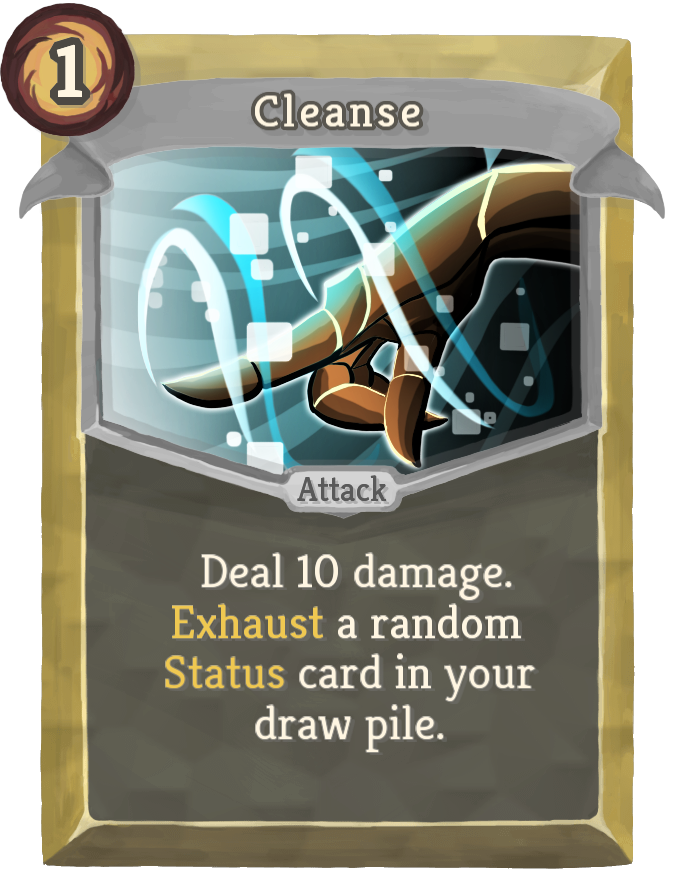 1
Cleanse
Attack
Deal 10 damage.
Exhaust a random
Status card in your
draw pile.